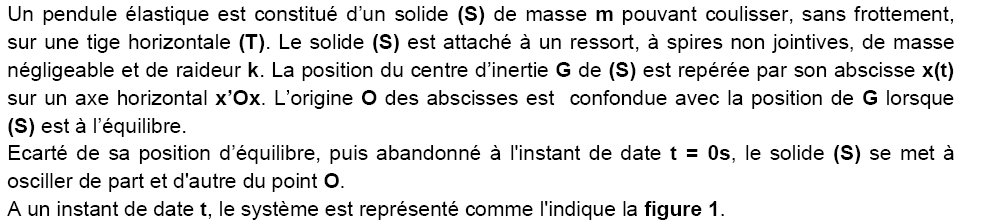 Un pendule élastique est constitué d’un solide (S) de masse m pouvant coulisser, sans frottement,
sur une tige horizontale (T). Le solide (S) est attaché à un ressort, à spires non jointives, de masse
négligeable et de raideur k. La position du centre d’inertie G de (S) est repérée par son abscisse x(t)
sur un axe horizontal x’Ox. L’origine O des abscisses est confondue avec la position de G lorsque
(S) est à l’équilibre.
Ecarté de sa position d’équilibre, puis abandonné à l'instant de date t = 0s, le solide (S) se met à
osciller de part et d'autre du point O.
A un instant de date t, le système est représenté comme l'indique la figure 1.